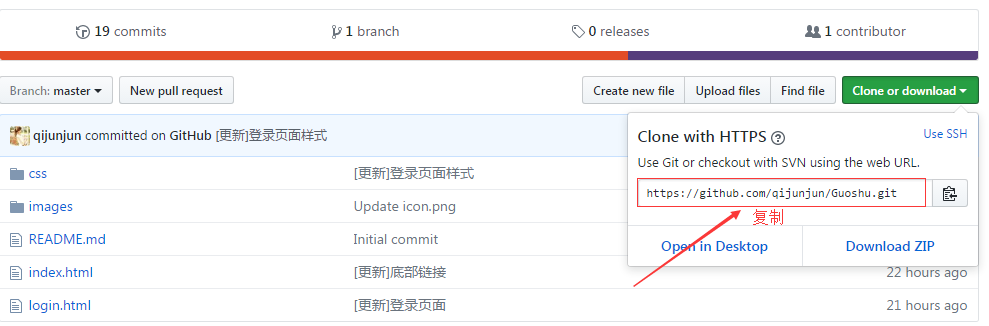 19 commits 1 branch 0 releases 1 contributor
Branch: master New pull request Create new file Upload files Find file Clone or download
qijunjun committed on GitHub [更新]登录页面样式
Clone with HTTPS ? Use SSH
Use Git or checkout with SVN using the web URL.
https://github.com/qijunjun/Guoshu.git
复制
Open in Desktop Download ZIP
css [更新]登录页面样式
images Update icon.png
README.md Initial commit
index.html [更新]底部链接 22 hours ago
login.html [更新]登录页面 21 hours ago